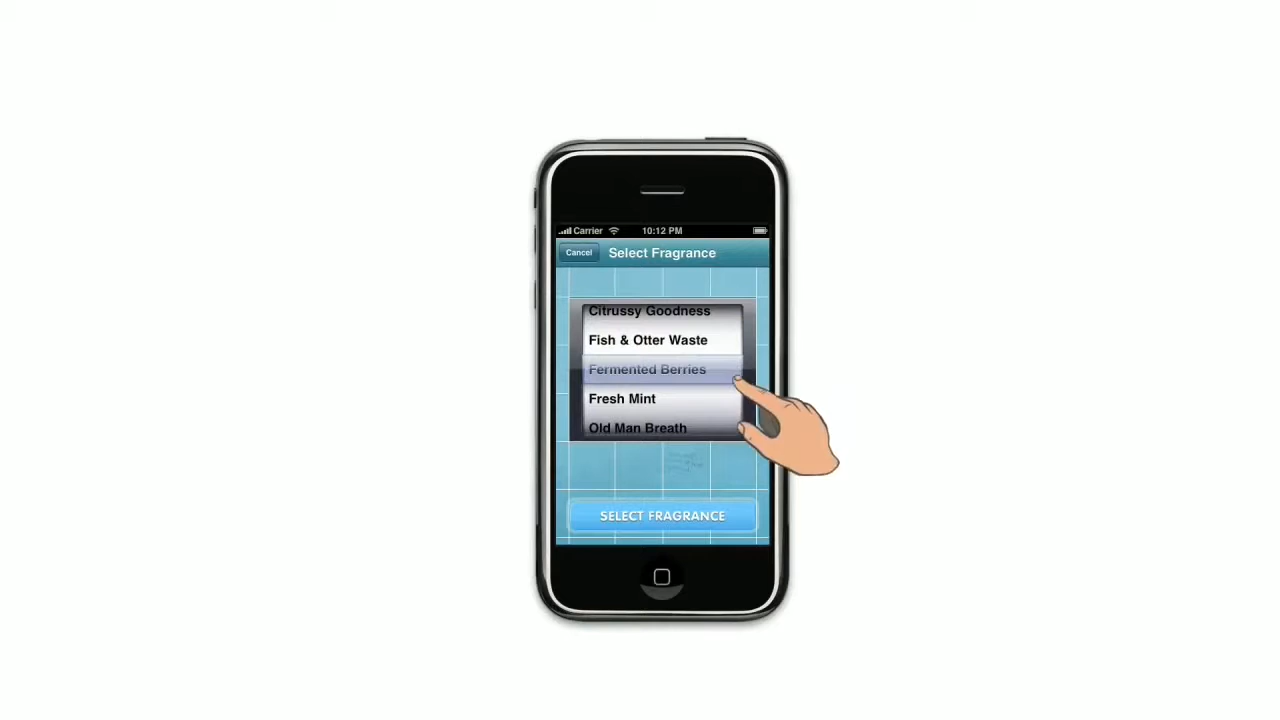 Carrier 10:12 PM
Cancel Select Fragrance
Citrussy Goodness
Fish & Otter Waste
Fermented Berries
Fresh Mint
Old Man Breath
SELECT FRAGRANCE